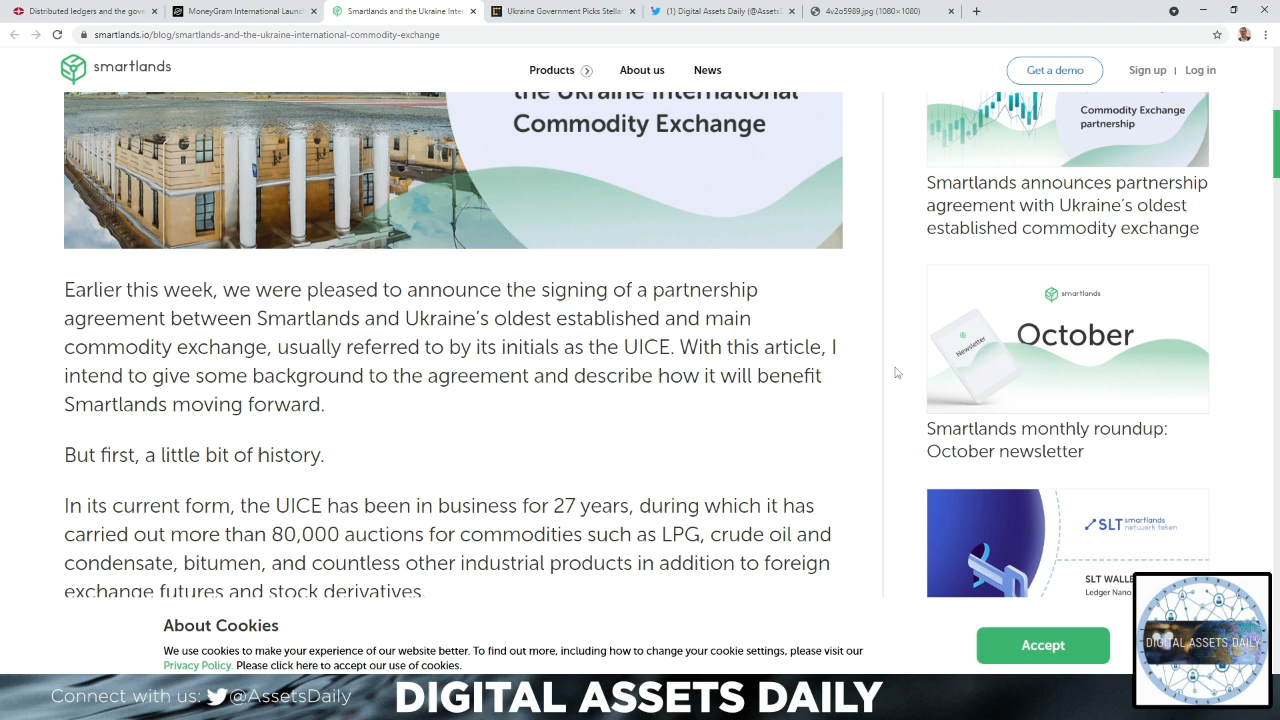 Distributed ledgers and the gov
MoneyGram International Launc
Smartlands and the Ukraine Inter
Ukraine Government Picks Stella
(1) Digital Assets Daily (@Assets
4v2o5989.jpg (1080×1080)
smartlands.io/blog/smartlands-and-the-ukraine-international-commodity-exchange
smartlands
Products
About us
News
Get a demo
Sign up | Log in
the Ukraine International
Commodity Exchange
Commodity Exchange
partnership
Smartlands announces partnership
agreement with Ukraine's oldest
established commodity exchange
Earlier this week, we were pleased to announce the signing of a partnership
agreement between Smartlands and Ukraine's oldest established and main
commodity exchange, usually referred to by its initials as the UICE. With this article, I
intend to give some background to the agreement and describe how it will benefit
Smartlands moving forward.
But first, a little bit of history.
In its current form, the UICE has been in business for 27 years, during which it has
carried out more than 80,000 auctions for commodities such as LPG, crude oil and
condensate, bitumen, and countless other industrial products in addition to foreign
exchange futures and stock derivatives.
smartlands
Newsletter
October
Smartlands monthly roundup:
October newsletter
SLT smartlands
network token
SLT WALLE
Ledger Nano
About Cookies
We use cookies to make your experience of our website better. To find out more, including how to change your cookie settings, please visit our
Privacy Policy. Please click here to accept our use of cookies.
Accept
DIGITAL ASSETS DAILY
Connect with us: @AssetsDaily
DIGITAL ASSETS DAILY